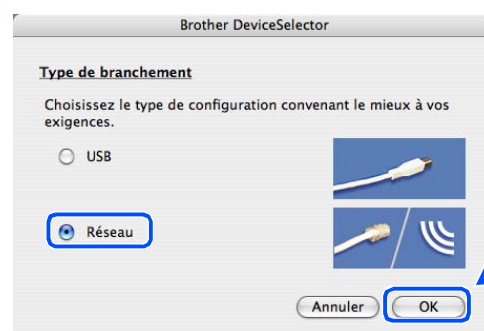 Brother DeviceSelector
Type de branchement
Choisissez le type de configuration convenant le mieux à vos
exigences.
USB
Réseau
Annuler OK